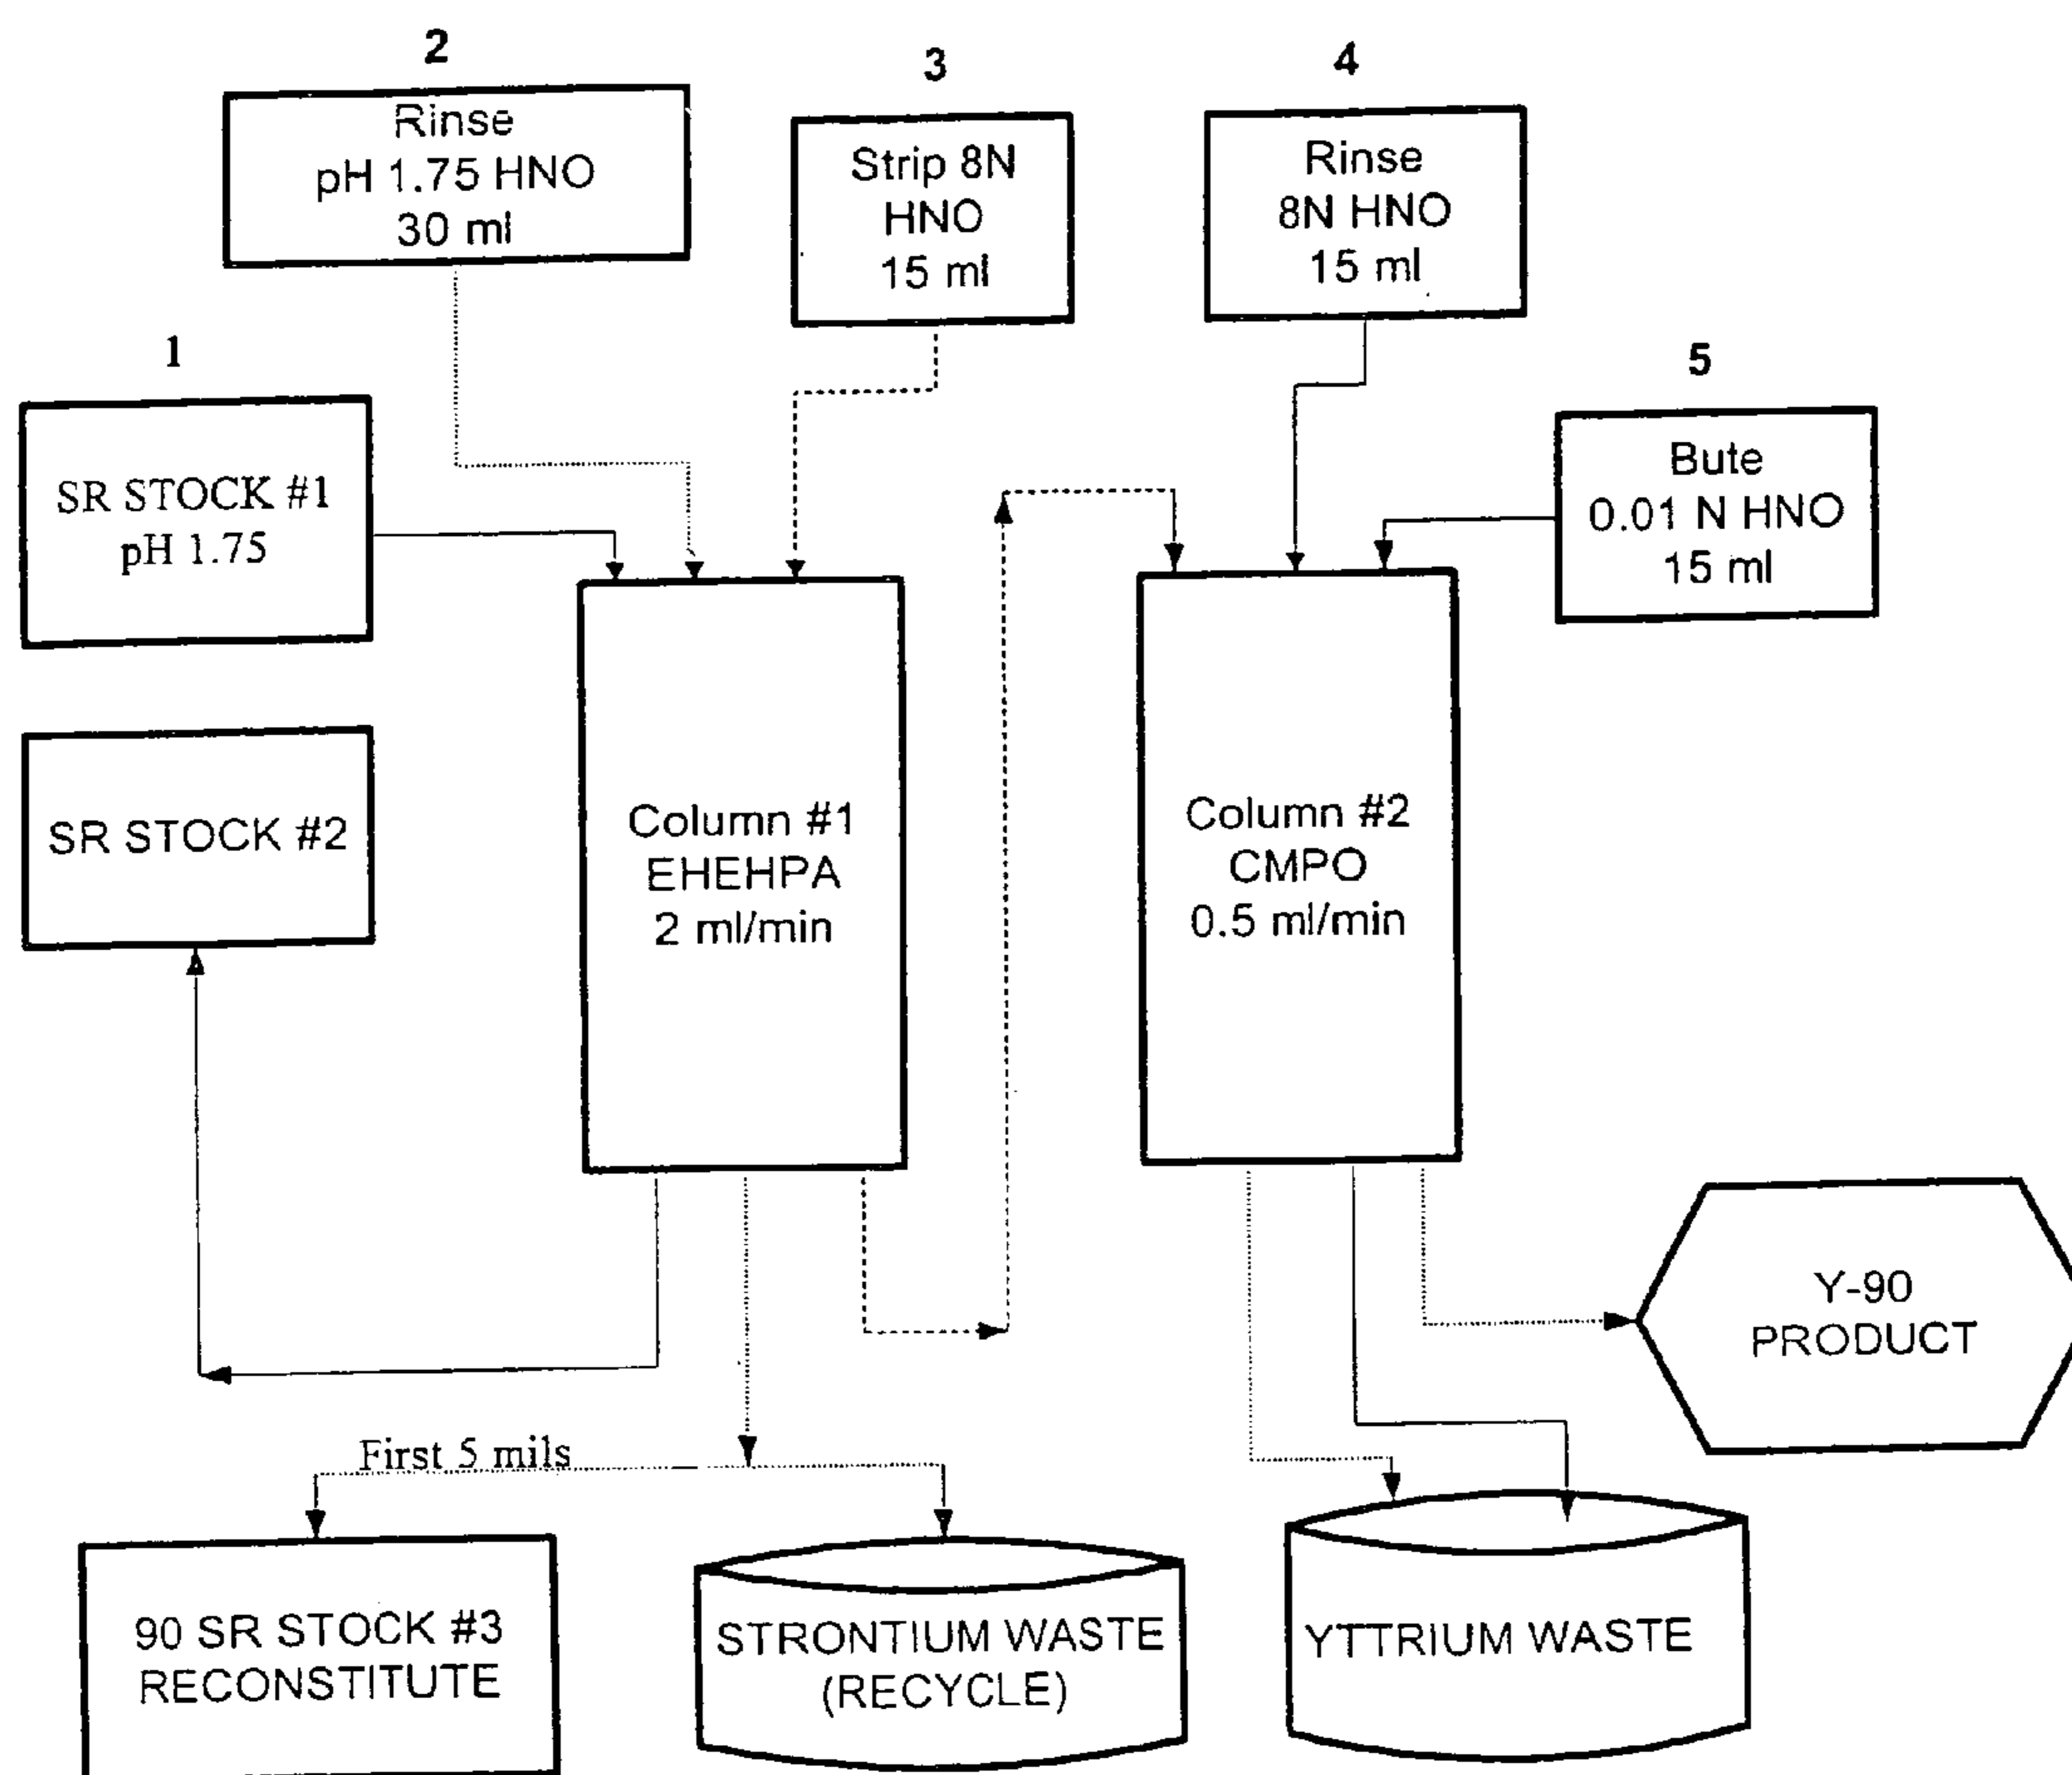 2
Rinse
pH 1.75 HNO
30 ml
3
Strip 8N
HNO
15 ml
4
Rinse
8N HNO
15 ml
1
SR STOCK #1
pH 1.75
5
Bute
0.01 N HNO
15 ml
SR STOCK #2
Column #1
EHEHPA
2 ml/min
Column #2
CMPO
0.5 ml/min
Y-90
PRODUCT
First 5 mils
90 SR STOCK #3
RECONSTITUTE
STRONTIUM WASTE
(RECYCLE)
YTTRIUM WASTE